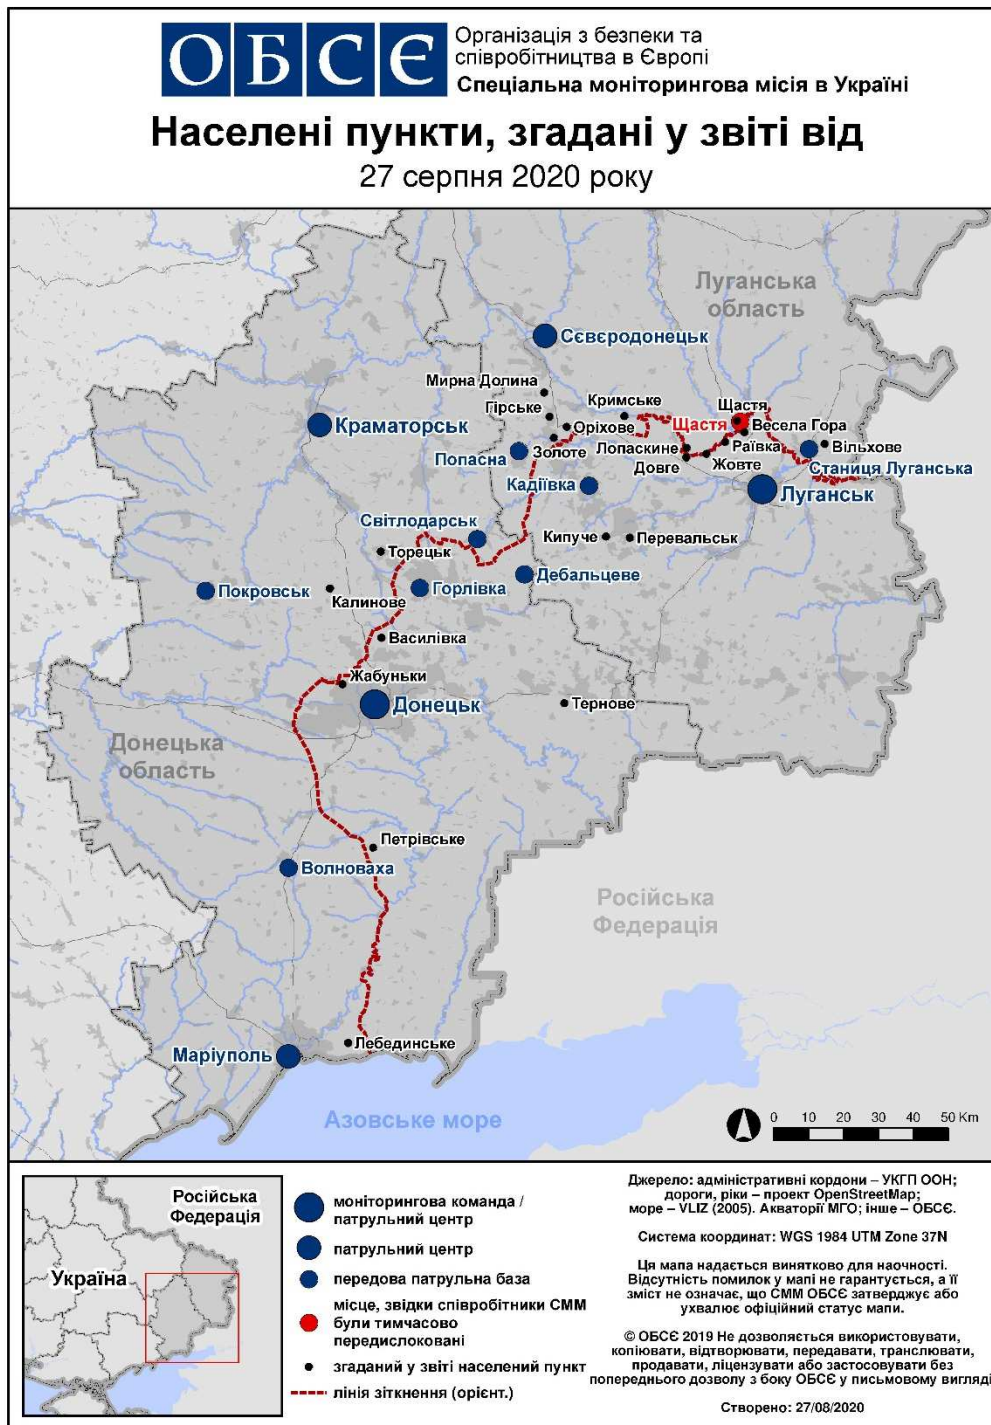 ОБСЄ
Організація з безпеки та
співробітництва в Європі
Спеціальна моніторингова місія в Україні
Населені пункти, згадані у звіті від
27 серпня 2020 року
Луганська
область
Сєвєродонецьк
Мирна Долина
Гірське
Кримське
Щастя
Оріхове
Щастя
Весела Гора
Краматорськ
Золоте
Лопаскине
Раївка
Вільхове
Попасна
Довге
Жовте
Станиця Луганська
Кадіївка
Луганськ
Світлодарськ
Торецьк
Кипуче
Перевальськ
Дебальцеве
Покровськ
Горлівка
Калинове
Василівка
Жабуньки
Донецьк
Тернове
Донецька
область
Петрівське
Волноваха
Російська
Федерація
Лебединське
Маріуполь
Азовське море
0 10 20 30 40 50 Km
Російська
Федерація
Україна
моніторингова команда /
патрульний центр
патрульний центр
передова патрульна база
місце, звідки співробітники СММ
були тимчасово
передислоковані
згаданий у звіті населений пункт
лінія зіткнення (орієнт.)
Джерело: адміністративні кордони – УКГП ООН;
дороги, ріки – проект OpenStreetMap;
море – VLIZ (2005). Акваторії МГО; інше – ОБСЄ.
Система координат: WGS 1984 UTM Zone 37N
Ця мапа надається винятково для наочності.
Відсутність помилок у мапі не гарантується, а її
зміст не означає, що СММ ОБСЄ затверджує або
ухвалює офіційний статус мапи.
© ОБСЄ 2019 Не дозволяється використовувати,
копіювати, відтворювати, передавати, транслювати,
продавати, ліцензувати або застосовувати без
попереднього дозволу з боку ОБСЄ у письмовому вигляді
Створено: 27/08/2020